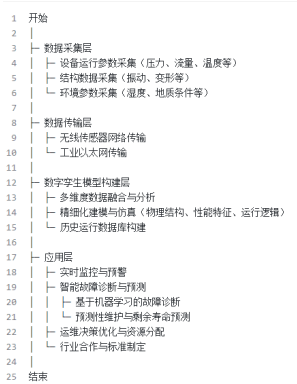 1 开始
2 │
3 ├─ 数据采集层
4 │ ├─ 设备运行参数采集（压力、流量、温度等）
5 │ ├─ 结构数据采集（振动、变形等）
6 │ └─ 环境参数采集（湿度、地质条件等）
7 │
8 ├─ 数据传输层
9 │ ├─ 无线传感器网络传输
10 │ └─ 工业以太网传输
11 │
12 ├─ 数字孪生模型构建层
13 │ ├─ 多维度数据融合与分析
14 │ ├─ 精细化建模与仿真（物理结构、性能特征、运行逻辑）
15 │ └─ 历史运行数据库构建
16 │
17 ├─ 应用层
18 │ ├─ 实时监控与预警
19 │ ├─ 智能故障诊断与预测
20 │ │ ├─ 基于机器学习的故障诊断
21 │ │ └─ 预测性维护与剩余寿命预测
22 │ ├─ 运维决策优化与资源分配
23 │ └─ 行业合作与标准制定
24 │
25 结束